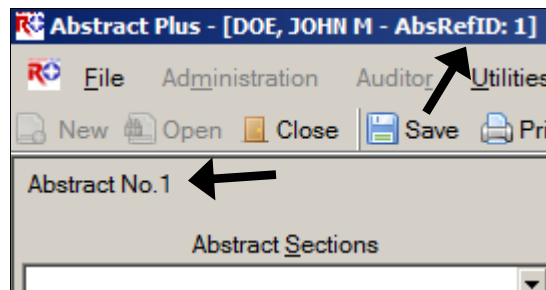 Abstract Plus - [DOE, JOHN M - AbsRefID: 1]
File Administration Auditor Utilities
New Open Close Save Pri
Abstract No.1
Abstract Sections